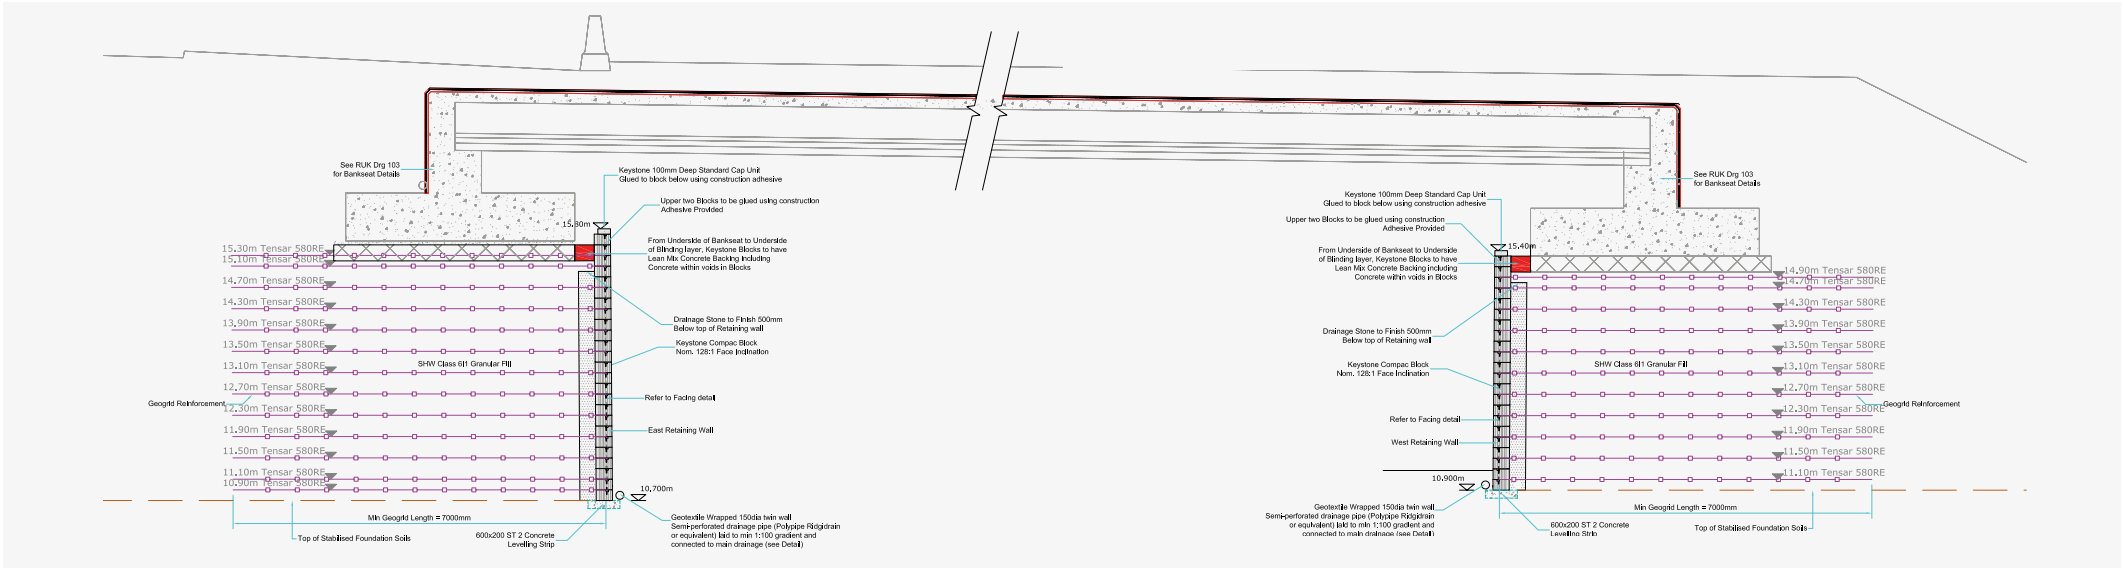 See RUK Drg 103
for Bankseat Details
Keystone 100mm Deep Standard Cap Unit
Glued to block below using construction adhesive
Upper two Blocks to be glued using construction
Adhesive Provided
15.80m
From Underside of Bankseat to Underside
of Blinding layer, Keystone Blocks to have
Lean Mix Concrete Backing including
Concrete within voids in Blocks
15.30m Tensar 580RE
15.10m Tensar 580RE
14.70m Tensar 580RE
14.30m Tensar 580RE
13.90m Tensar 580RE
13.50m Tensar 580RE
13.10m Tensar 580RE
12.70m Tensar 580RE
12.30m Tensar 580RE
11.90m Tensar 580RE
11.50m Tensar 580RE
11.10m Tensar 580RE
10.90m Tensar 580RE
SHW Class 6I1 Granular Fill
Geogrid Reinforcement
Drainage Stone to Finish 500mm
Below top of Retaining wall
Keystone Compac Block
Nom. 128:1 Face Inclination
Refer to Facing detail
East Retaining Wall
10.700m
Min Geogrid Length = 7000mm
Top of Stabilised Foundation Soils
600x200 ST 2 Concrete
Levelling Strip
Geotextile Wrapped 150dia twin wall
Semi-perforated drainage pipe (Polypipe Ridgidrain
or equivalent) laid to min 1:100 gradient and
connected to main drainage (see Detail)
See RUK Drg 103
for Bankseat Details
Keystone 100mm Deep Standard Cap Unit
Glued to block below using construction adhesive
Upper two Blocks to be glued using construction
Adhesive Provided
15.40m
From Underside of Bankseat to Underside
of Blinding layer, Keystone Blocks to have
Lean Mix Concrete Backing including
Concrete within voids in Blocks
14.90m Tensar 580RE
14.70m Tensar 580RE
14.30m Tensar 580RE
13.90m Tensar 580RE
13.50m Tensar 580RE
13.10m Tensar 580RE
12.70m Tensar 580RE
12.30m Tensar 580RE
11.90m Tensar 580RE
11.50m Tensar 580RE
11.10m Tensar 580RE
Drainage Stone to Finish 500mm
Below top of Retaining wall
Keystone Compac Block
Nom. 128:1 Face Inclination
SHW Class 6I1 Granular Fill
Geogrid Reinforcement
Refer to Facing detail
West Retaining Wall
10.900m
Geotextile Wrapped 150dia twin wall
Semi-perforated drainage pipe (Polypipe Ridgidrain
or equivalent) laid to min 1:100 gradient and
connected to main drainage (see Detail)
Min Geogrid Length = 7000mm
600x200 ST 2 Concrete
Levelling Strip
Top of Stabilised Foundation Soils